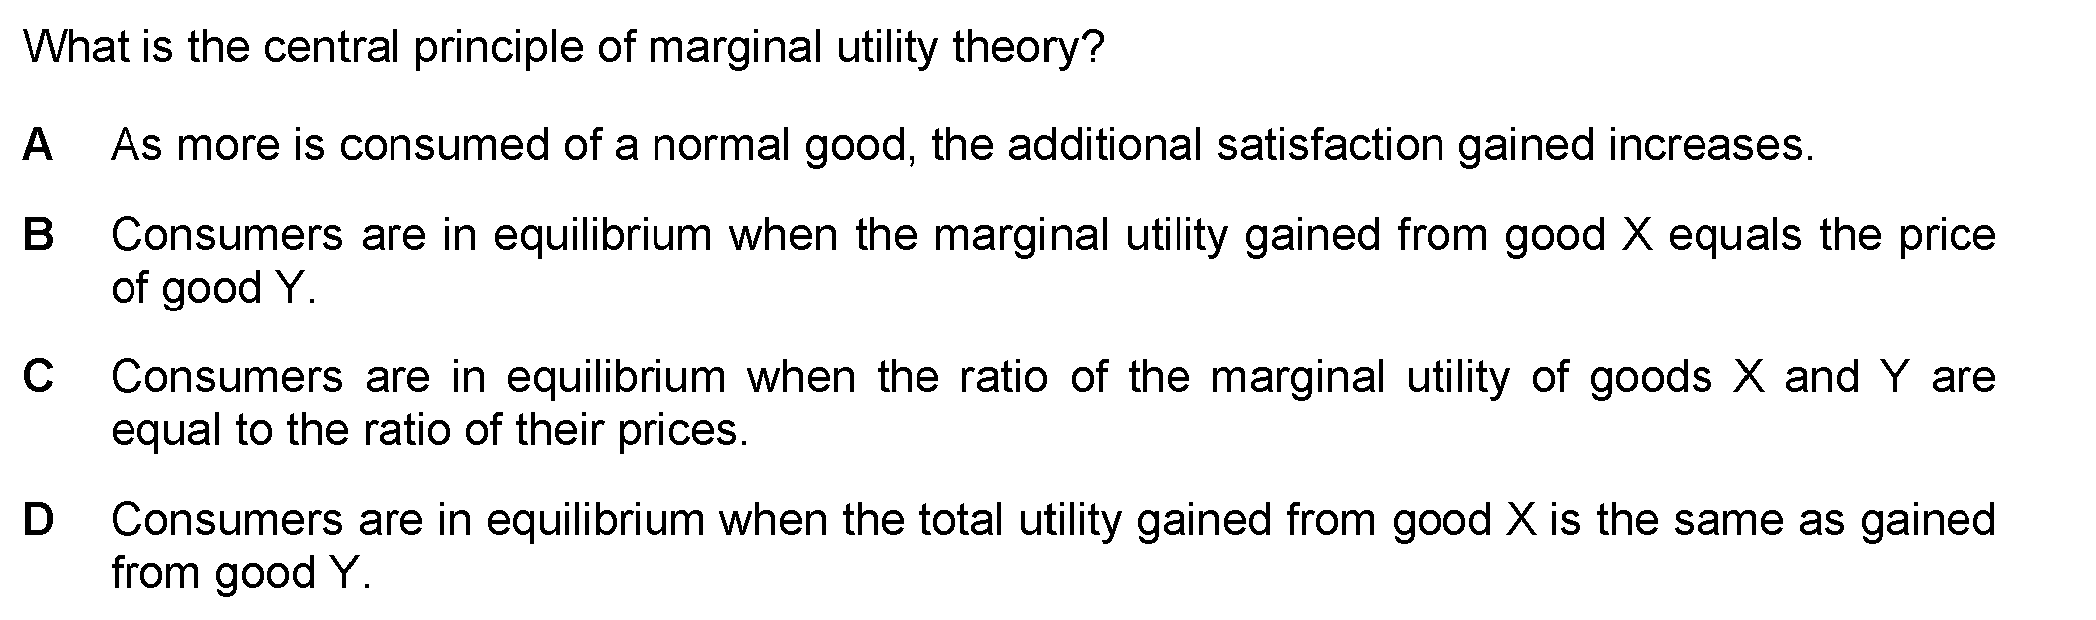 What is the central principle of marginal utility theory?
A As more is consumed of a normal good, the additional satisfaction gained increases.
B Consumers are in equilibrium when the marginal utility gained from good X equals the price
of good Y.
C Consumers are in equilibrium when the ratio of the marginal utility of goods X and Y are
equal to the ratio of their prices.
D Consumers are in equilibrium when the total utility gained from good X is the same as gained
from good Y.